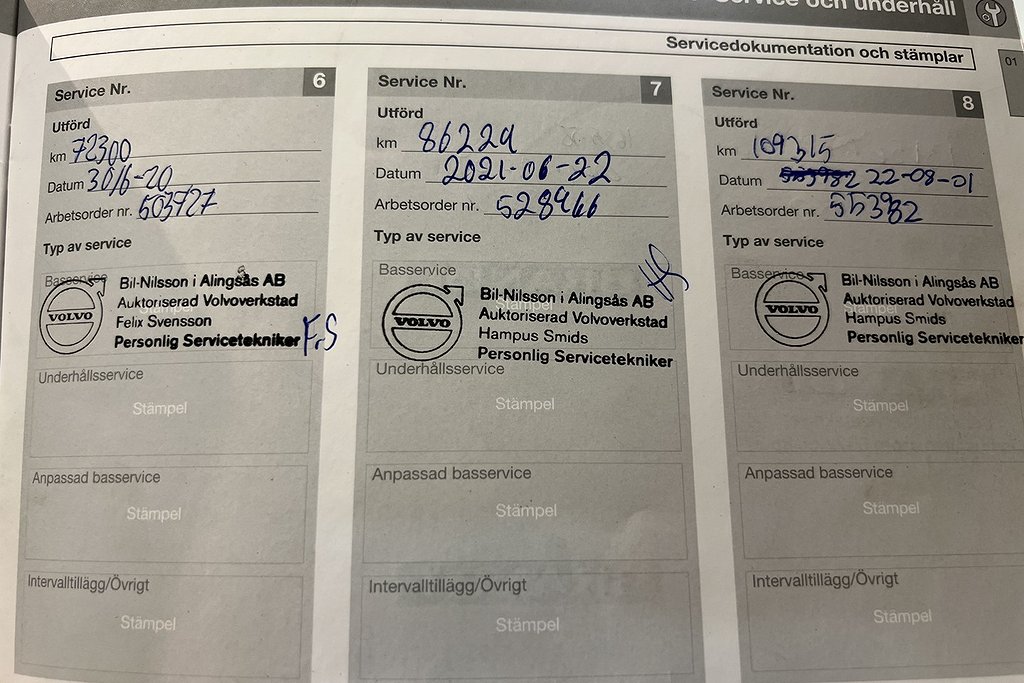 Service och underhåll
Servicedokumentation och stämplar
01
Service Nr. 6
Utförd
km 72300
Datum 30/6-20
Arbetsorder nr. 503727
Typ av service
Basservice
Bil-Nilsson i Alingsås AB
Auktoriserad Volvoverkstad
Felix Svensson
Personlig Servicetekniker F.S
VOLVO
Underhållsservice
Stämpel
Anpassad basservice
Stämpel
Intervalltillägg/Övrigt
Stämpel
Service Nr. 7
Utförd
km 86229
Datum 2021-06-22
Arbetsorder nr. 528966
Typ av service
Basservice
HS
Stämpel
Bil-Nilsson i Alingsås AB
Auktoriserad Volvoverkstad
Hampus Smids
Personlig Servicetekniker
VOLVO
Underhållsservice
Stämpel
Anpassad basservice
Stämpel
Intervalltillägg/Övrigt
Stämpel
Service Nr. 8
Utförd
km 109315
Datum 22-08-01
Arbetsorder nr. 553982
Typ av service
Basservice
Stämpel
Bil-Nilsson i Alingsås AB
Auktoriserad Volvoverkstad
Hampus Smids
Personlig Servicetekniker
VOLVO
Underhållsservice
Stämpel
Anpassad basservice
Stämpel
Intervalltillägg/Övrigt
Stämpel